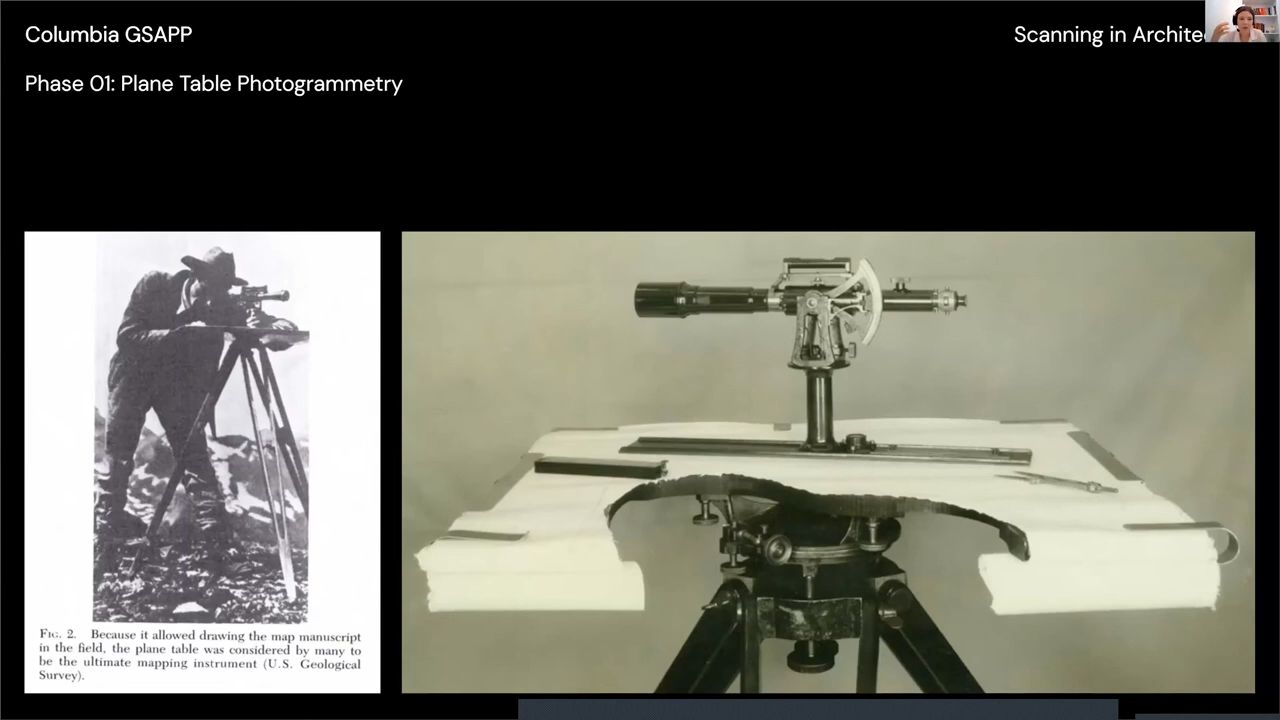 Columbia GSAPP
Scanning in Archite
Phase 01: Plane Table Photogrammetry
FIG. 2. Because it allowed drawing the map manuscript
in the field, the plane table was considered by many to
be the ultimate mapping instrument (U.S. Geological
Survey).